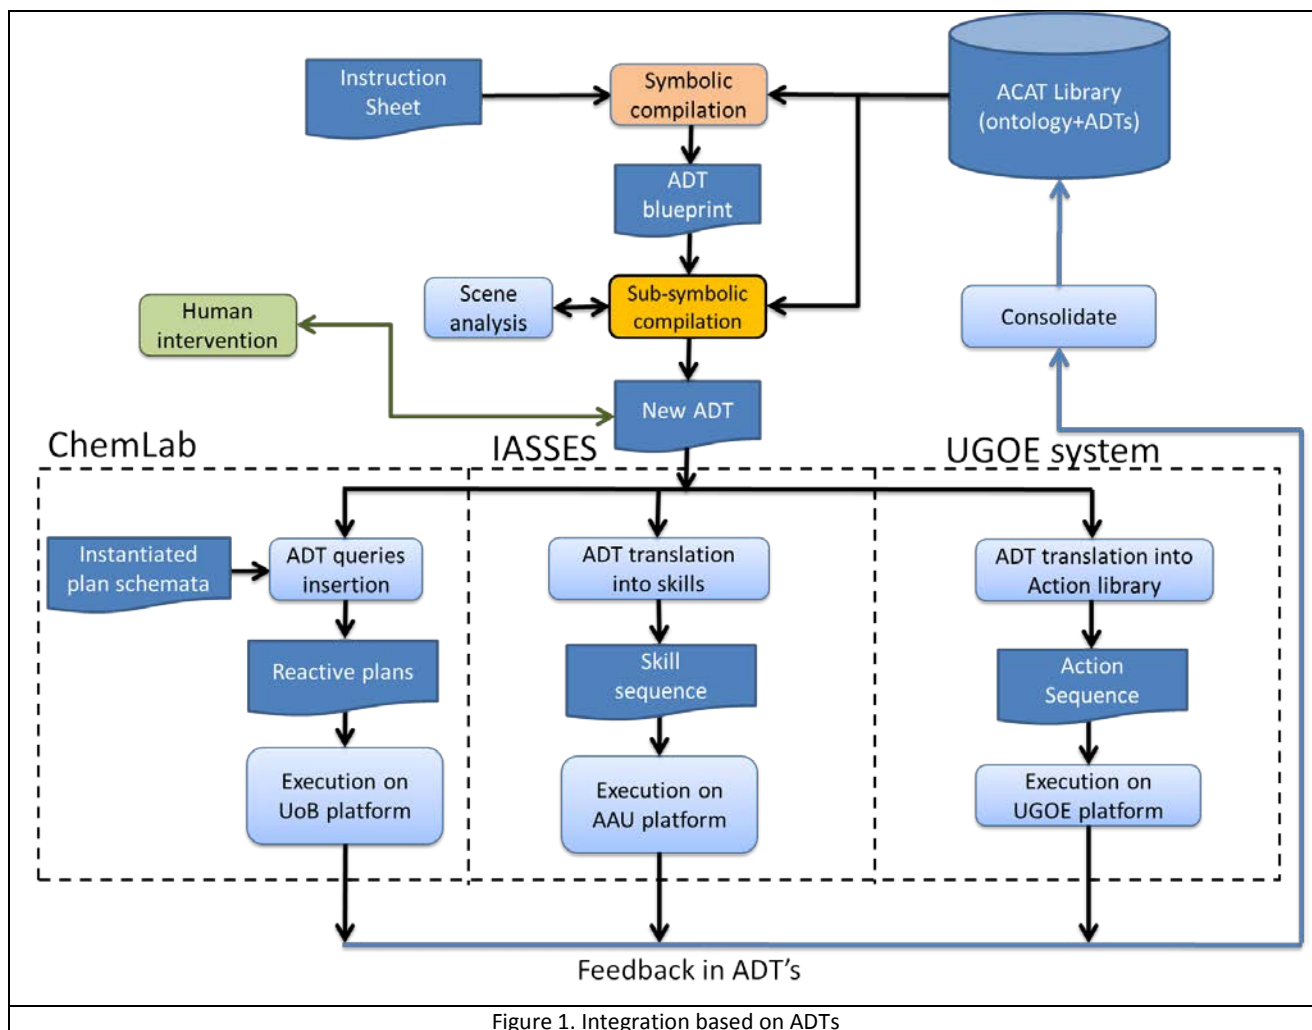 Instruction
Sheet
Symbolic
compilation
ACAT Library
(ontology+ADTs)
ADT
blueprint
Scene
analysis
Sub-symbolic
compilation
Human
intervention
Consolidate
New ADT
ChemLab
IASSES
UGOE system
Instantiated
plan schemata
ADT queries
insertion
ADT translation
into skills
ADT translation into
Action library
Reactive plans
Skill
sequence
Action
Sequence
Execution on
UoB platform
Execution on
AAU platform
Execution on
UGOE platform
Feedback in ADT's
Figure 1. Integration based on ADTs